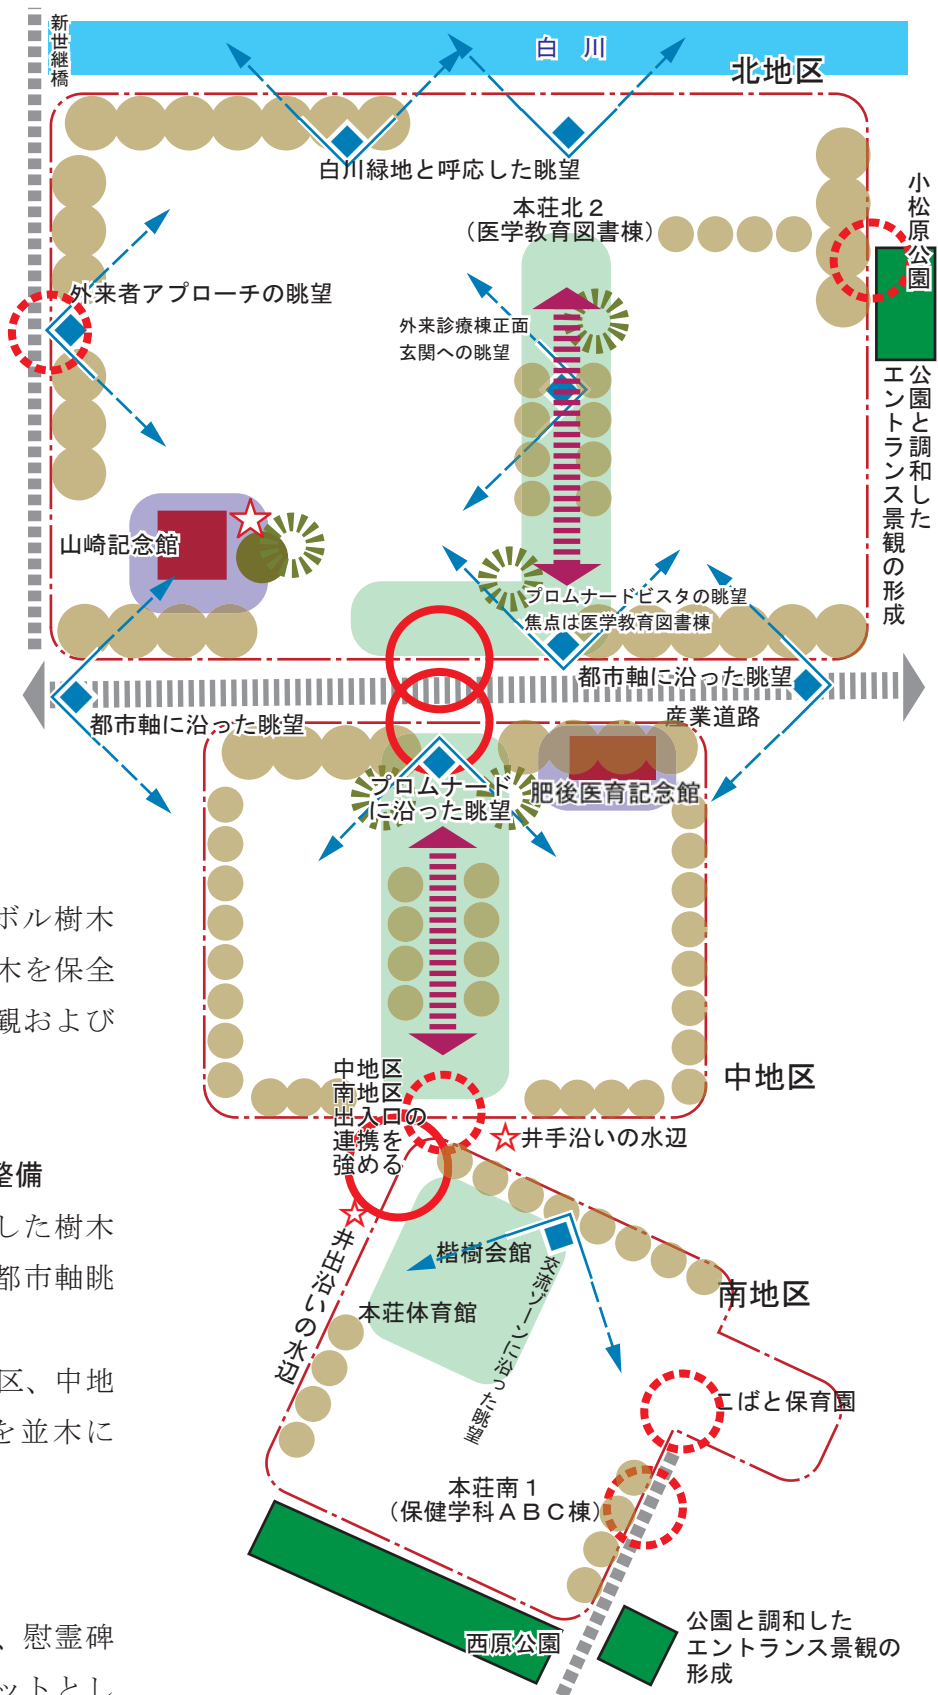 新世継橋
白 川
北地区
白川緑地と呼応した眺望
本荘北２
（医学教育図書棟）
小松原公園
外来者アプローチの眺望
外来診療棟正面
玄関への眺望
公園と調和した
エントランス景観の形成
山崎記念館
プロムナードビスタの眺望
焦点は医学教育図書棟
都市軸に沿った眺望
都市軸に沿った眺望
産業道路
プロムナード
に沿った眺望
肥後医育記念館
ボル樹木
木を保全
観および
中地区
中地区
南地区
出入口の
連携を
強める
井手沿いの水辺
整備
した樹木
都市軸眺
井出沿いの水辺
楷樹会館
交流ゾーンに沿った眺望
南地区
本荘体育館
区、中地
を並木に
こばと保育園
本荘南１
（保健学科ＡＢＣ棟）
、慰霊碑
ットとし
西原公園
公園と調和した
エントランス景観の
形成